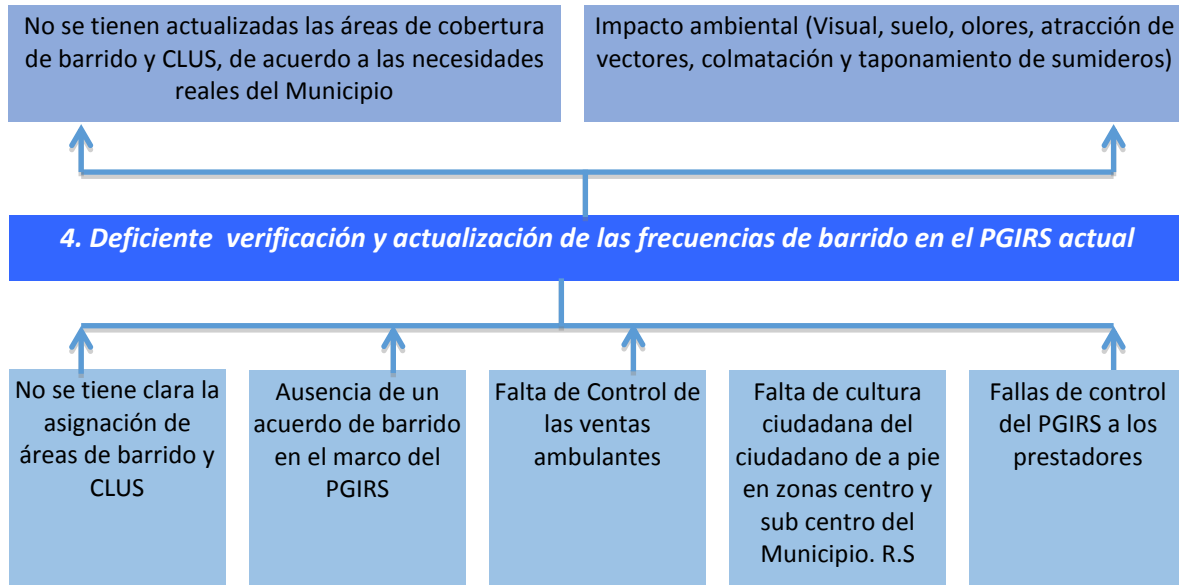 No se tienen actualizadas las áreas de cobertura
de barrido y CLUS, de acuerdo a las necesidades
reales del Municipio
Impacto ambiental (Visual, suelo, olores, atracción de
vectores, colmatación y taponamiento de sumideros)
4. Deficiente verificación y actualización de las frecuencias de barrido en el PGIRS actual
No se tiene clara la
asignación de
áreas de barrido y
CLUS
Ausencia de un
acuerdo de barrido
en el marco del
PGIRS
Falta de Control de
las ventas
ambulantes
Falta de cultura
ciudadana del
ciudadano de a pie
en zonas centro y
sub centro del
Municipio. R.S
Fallas de control
del PGIRS a los
prestadores